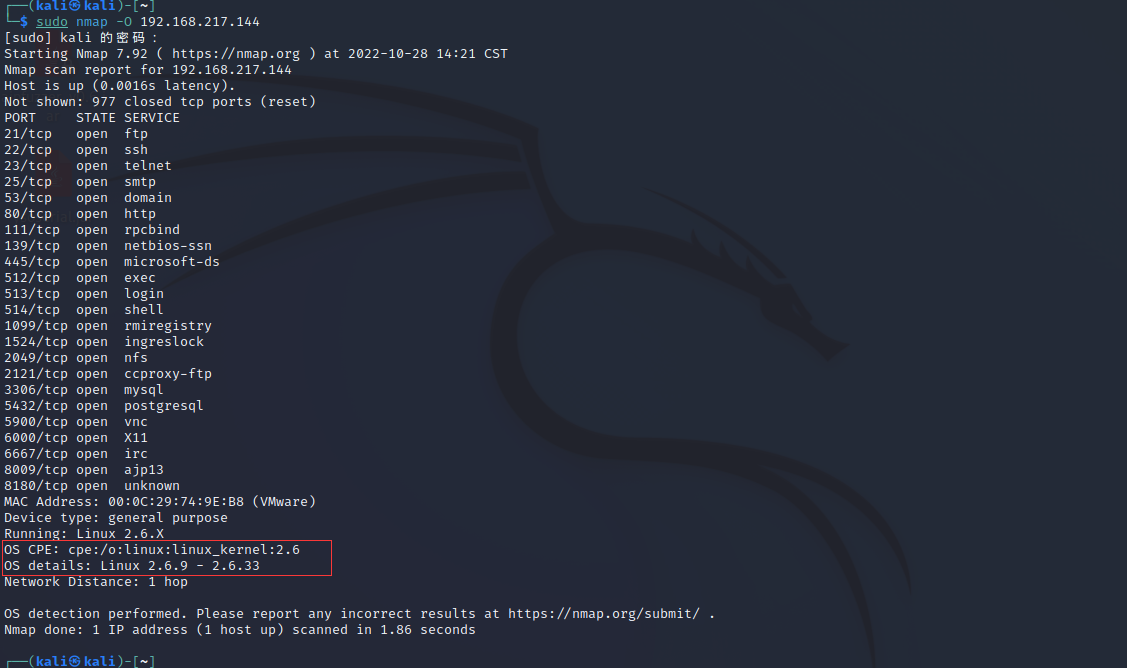 ┌──(kali㉿kali)-[~]
└─$ sudo nmap -O 192.168.217.144
[sudo] kali 的密码：
Starting Nmap 7.92 ( https://nmap.org ) at 2022-10-28 14:21 CST
Nmap scan report for 192.168.217.144
Host is up (0.0016s latency).
Not shown: 977 closed tcp ports (reset)
PORT     STATE SERVICE
21/tcp   open  ftp
22/tcp   open  ssh
23/tcp   open  telnet
25/tcp   open  smtp
53/tcp   open  domain
80/tcp   open  http
111/tcp  open  rpcbind
139/tcp  open  netbios-ssn
445/tcp  open  microsoft-ds
512/tcp  open  exec
513/tcp  open  login
514/tcp  open  shell
1099/tcp open  rmiregistry
1524/tcp open  ingreslock
2049/tcp open  nfs
2121/tcp open  ccproxy-ftp
3306/tcp open  mysql
5432/tcp open  postgresql
5900/tcp open  vnc
6000/tcp open  X11
6667/tcp open  irc
8009/tcp open  ajp13
8180/tcp open  unknown
MAC Address: 00:0C:29:74:9E:B8 (VMware)
Device type: general purpose
Running: Linux 2.6.X
OS CPE: cpe:/o:linux:linux_kernel:2.6
OS details: Linux 2.6.9 - 2.6.33
Network Distance: 1 hop
OS detection performed. Please report any incorrect results at https://nmap.org/submit/ .
Nmap done: 1 IP address (1 host up) scanned in 1.86 seconds
┌──(kali㉿kali)-[~]